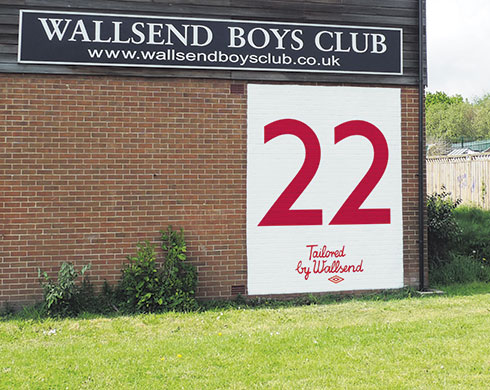 WALLSEND BOYS CLUB
www.wallsendboysclub.co.uk
22
Tailored
by Wallsend